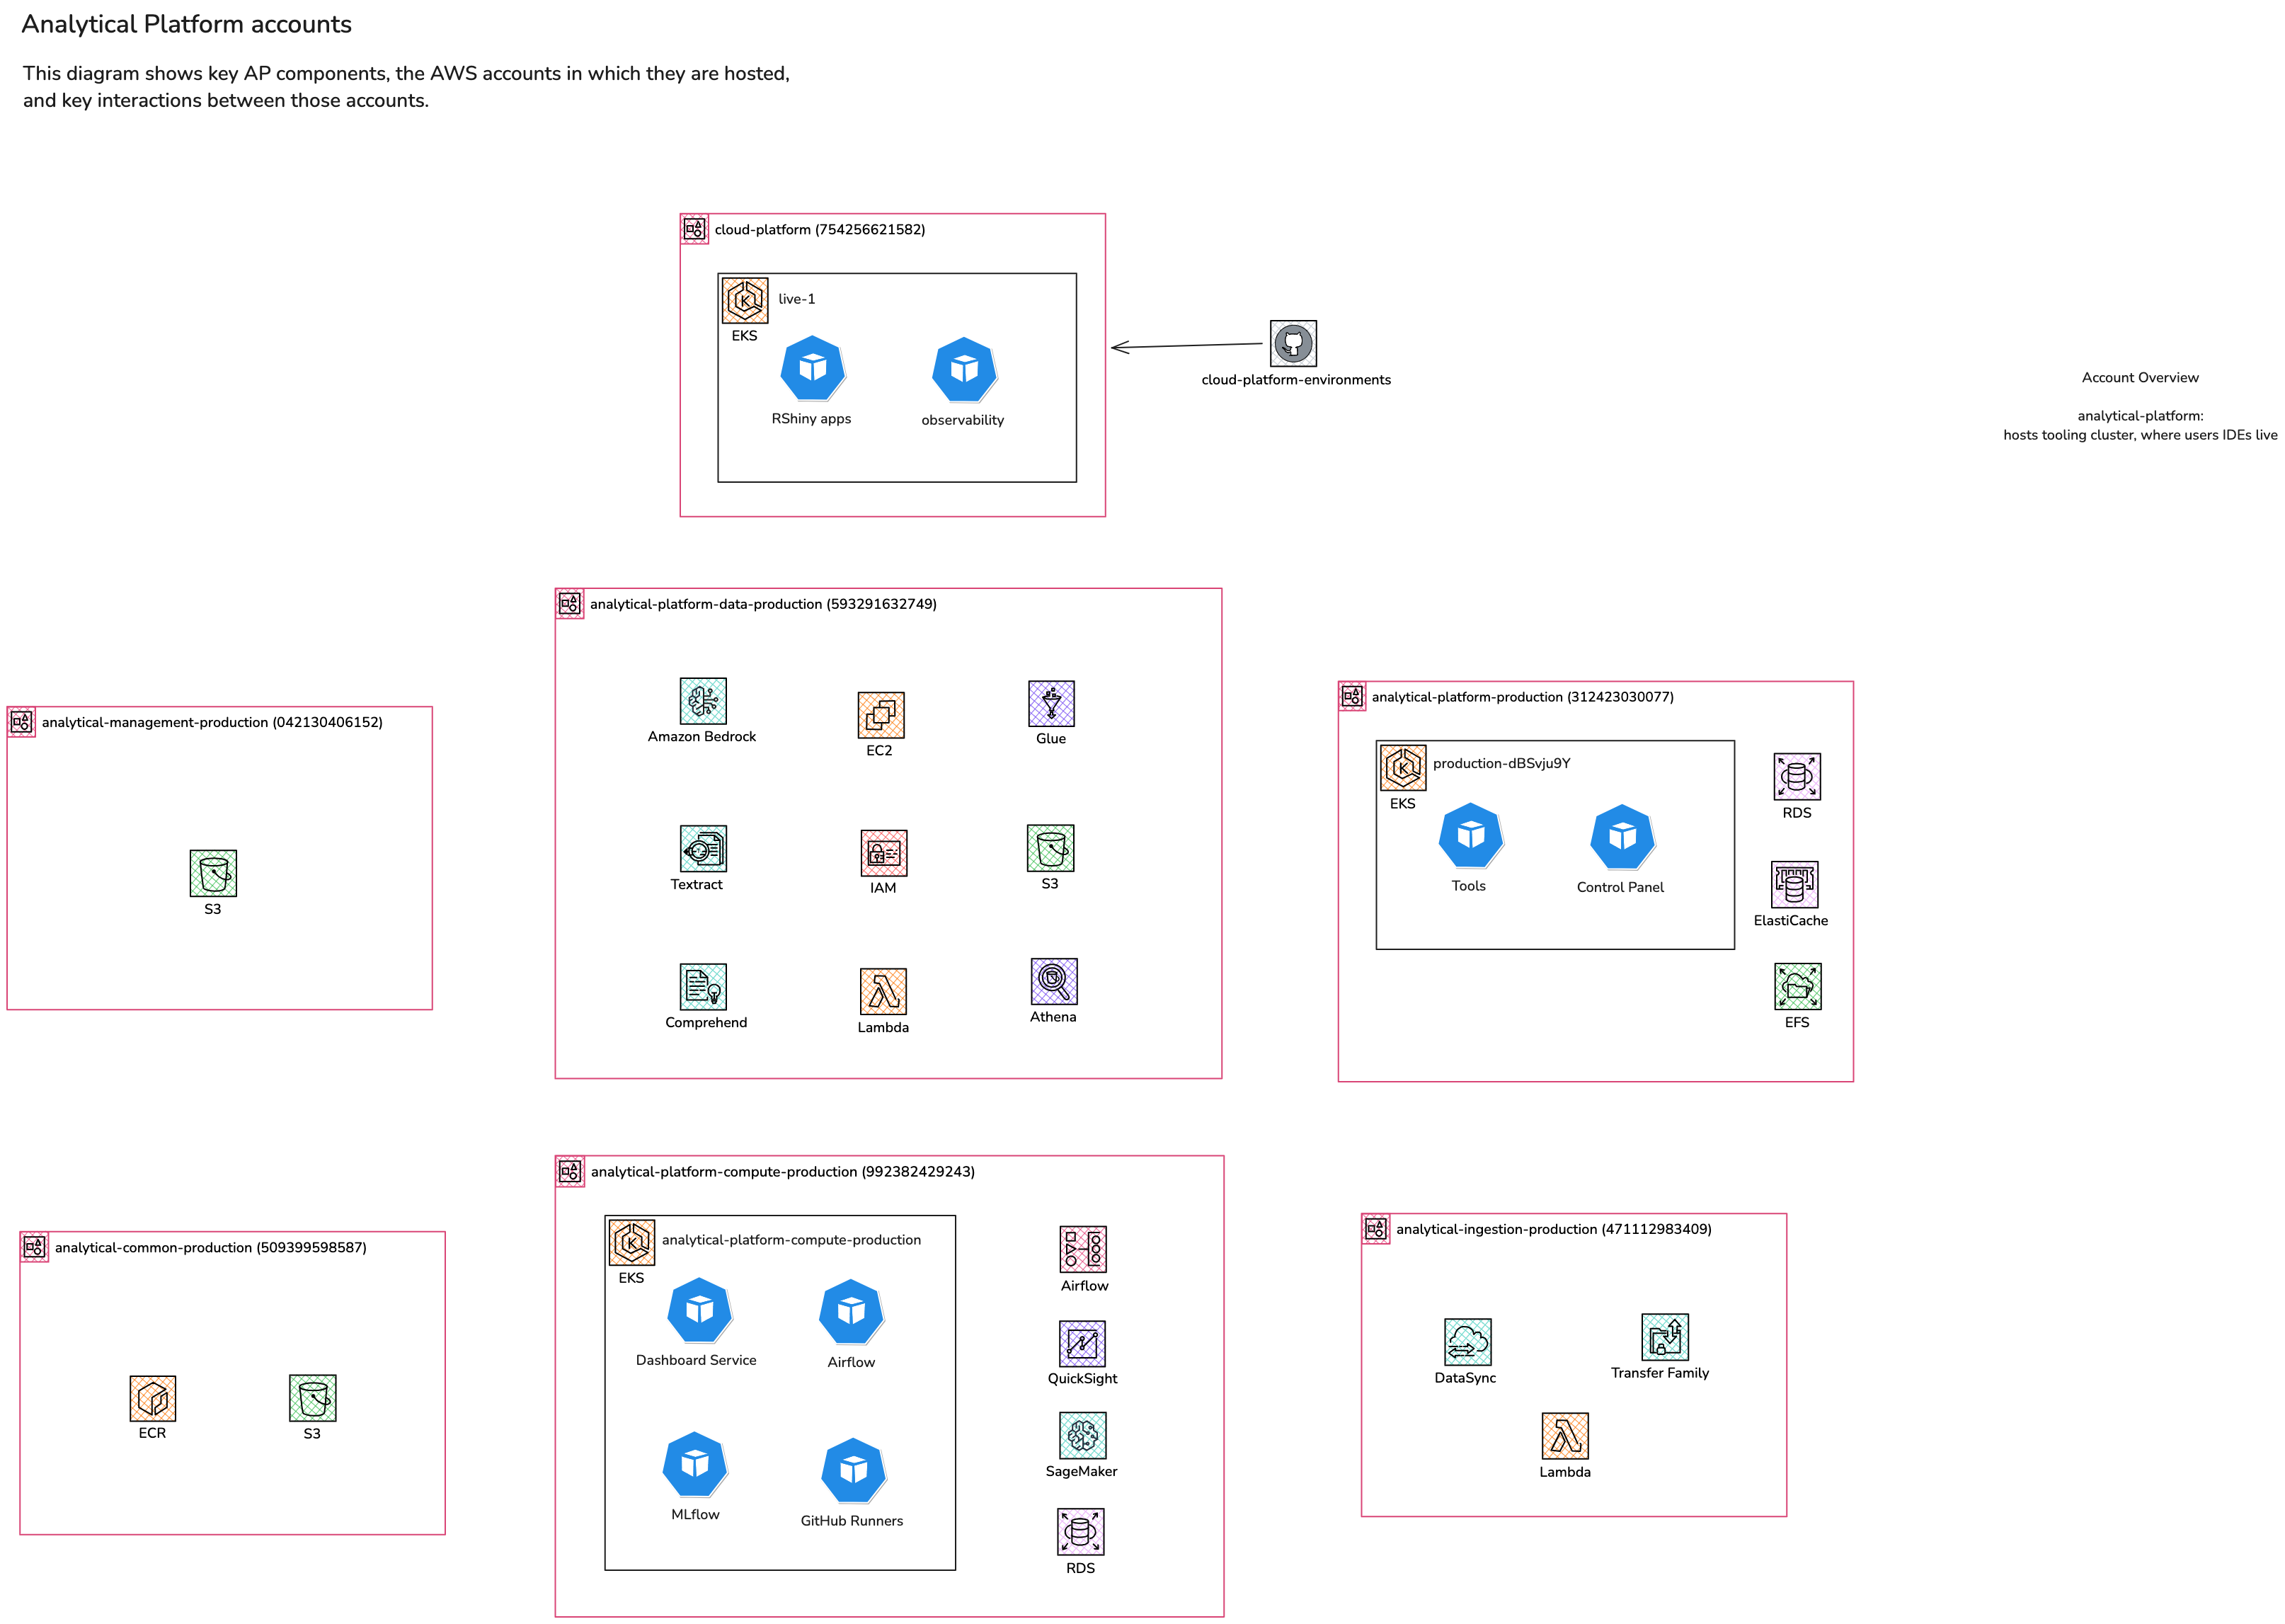 Analytical Platform accounts
This diagram shows key AP components, the AWS accounts in which they are hosted,
and key interactions between those accounts.
cloud-platform (754256621582)
live-1
EKS
RShiny apps
observability
cloud-platform-environments
Account Overview
analytical-platform:
hosts tooling cluster, where users IDEs live
analytical-management-production (042130406152)
S3
analytical-platform-data-production (593291632749)
Amazon Bedrock
EC2
Glue
Textract
IAM
S3
Comprehend
Lambda
Athena
analytical-platform-production (312423030077)
production-dBSvju9Y
EKS
Tools
Control Panel
RDS
ElastiCache
EFS
analytical-common-production (509399598587)
ECR
S3
analytical-platform-compute-production (992382429243)
analytical-platform-compute-production
EKS
Dashboard Service
Airflow
MLflow
GitHub Runners
Airflow
QuickSight
SageMaker
RDS
analytical-ingestion-production (471112983409)
DataSync
Transfer Family
Lambda